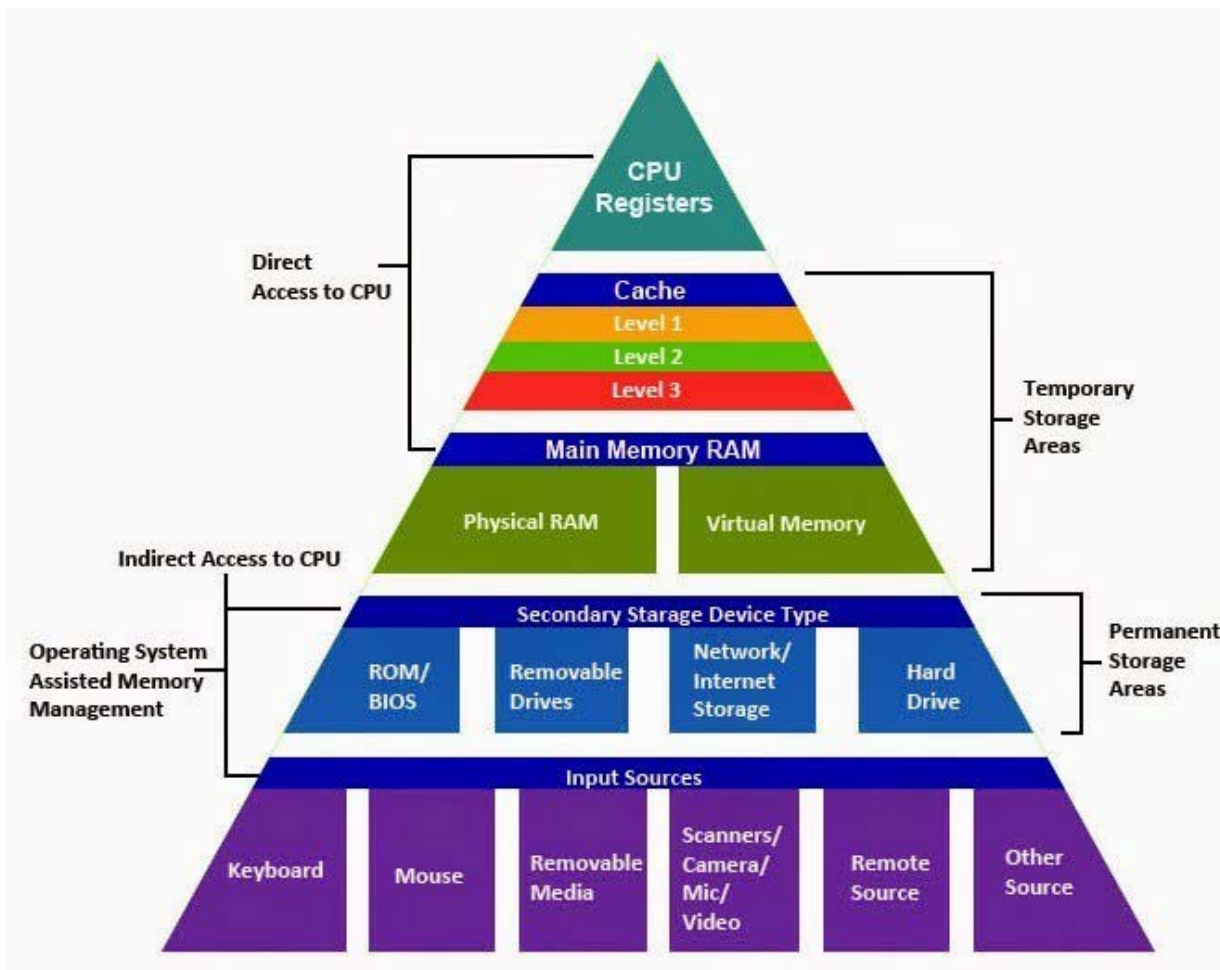 CPU
Registers
Direct
Access to CPU
Cache
Level 1
Level 2
Level 3
Temporary
Storage
Areas
Main Memory RAM
Physical RAM
Virtual Memory
Indirect Access to CPU
Operating System
Assisted Memory
Management
Secondary Starage Device Type
ROM/
BIOS
Removable
Drives
Network/
Internet
Storage
Hard
Drive
Permanent
Storage
Areas
Input Sources
Keyboard
Mouse
Removable
Media
Scanners/
Camera/
Mic/
Video
Remote
Source
Other
Source